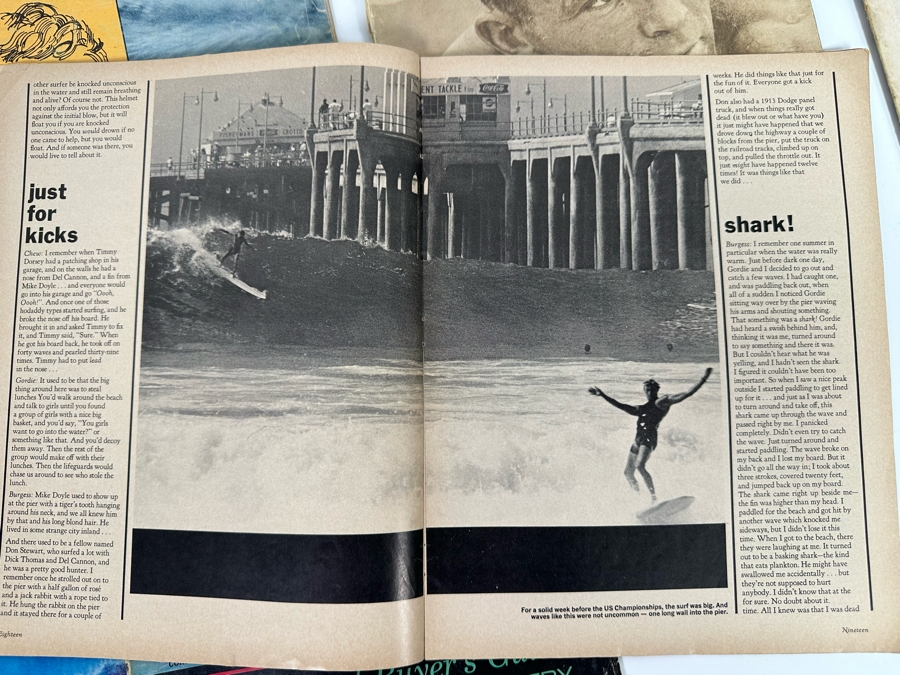 other surfer be knocked unconscious
in the water and still remain breathing
and alive? Of course not. This helmet
not only affords you the protection
against the initial blow, but it will
float you if you are knocked
unconscious. You would drown if no
one came to help, but you would
float. And if someone was there, you
would live to tell about it.
just
for
kicks
Chew: I remember when Timmy
Dorsey had a patching shop in his
garage, and on the walls he had a
nose from Del Cannon, and a fin from
Mike Doyle . . . and everyone would
go into his garage and go "Oooh,
Oooh!". And once one of those
hodaddy types started surfing, and he
broke the nose off his board. He
brought it in and asked Timmy to fix
it, and Timmy said, "Sure." When
he got his board back, he took off on
forty waves and pearled thirty-nine
times. Timmy had to put lead
in the nose . . .
Gordie: It used to be that the big
thing around here was to steal
lunches You'd walk around the beach
and talk to girls until you found
a group of girls with a nice big
basket, and you'd say, "You girls
want to go into the water?" or
something like that. And you'd decoy
them away. Then the rest of the
group would make off with their
lunches. Then the lifeguards would
chase us around to see who stole the
lunch.
Burgess: Mike Doyle used to show up
at the pier with a tiger's tooth hanging
around his neck, and we all knew him
by that and his long blond hair. He
lived in some strange city inland . . .
And there used to be a fellow named
Don Stewart, who surfed a lot with
Dick Thomas and Del Cannon, and
he was a pretty good hunter. I
remember once he strolled out on to
the pier with a half gallon of rosé
and a jack rabbit with a rope tied to
it. He hung the rabbit on the pier
and it stayed there for a couple of
Eighteen
ENT TACKLE
Coca-Cola
For a solid week before the US Championships, the surf was big. And
waves like this were not uncommon — one long wall into the pier.
weeks. He did things like that just for
the fun of it. Everyone got a kick
out of him.
Don also had a 1913 Dodge panel
truck, and when things really got
dead (it blew out or what have you)
it just might have happened that we
drove down the highway a couple of
blocks from the pier, put the truck on
the railroad tracks, climbed up on
top, and pulled the throttle out. It
just might have happened twelve
times! It was things like that
we did . . .
shark!
Burgess: I remember one summer in
particular when the water was really
warm. Just before dark one day,
Gordie and I decided to go out and
catch a few waves. I had caught one,
and was paddling back out, when
all of a sudden I noticed Gordie
sitting way over by the pier waving
his arms and shouting something.
That something was a shark! Gordie
had heard a swish behind him, and,
thinking it was me, turned around
to say something and there it was.
But I couldn't hear what he was
yelling, and I hadn't seen the shark.
I figured it couldn't have been too
important. So when I saw a nice peak
outside I started paddling to get lined
up for it . . . and just as I was about
to turn around and take off, this
shark came up through the wave and
passed right by me. I panicked
completely. Didn't even try to catch
the wave. Just turned around and
started paddling. The wave broke on
my back and I lost my board. But it
didn't go all the way in; I took about
three strokes, covered twenty feet,
and jumped back up on my board.
The shark came right up beside me—
the fin was higher than my head. I
paddled for the beach and got hit by
another wave which knocked me
sideways, but I didn't lose it this
time. When I got to the beach, there
they were laughing at me. It turned
out to be a basking shark—the kind
that eats plankton. He might have
swallowed me accidentally . . . but
they're not supposed to hurt
anybody. I didn't know that at the
for sure. No doubt about it.
time. All I knew was that I was dead
Nineteen
Buyer's